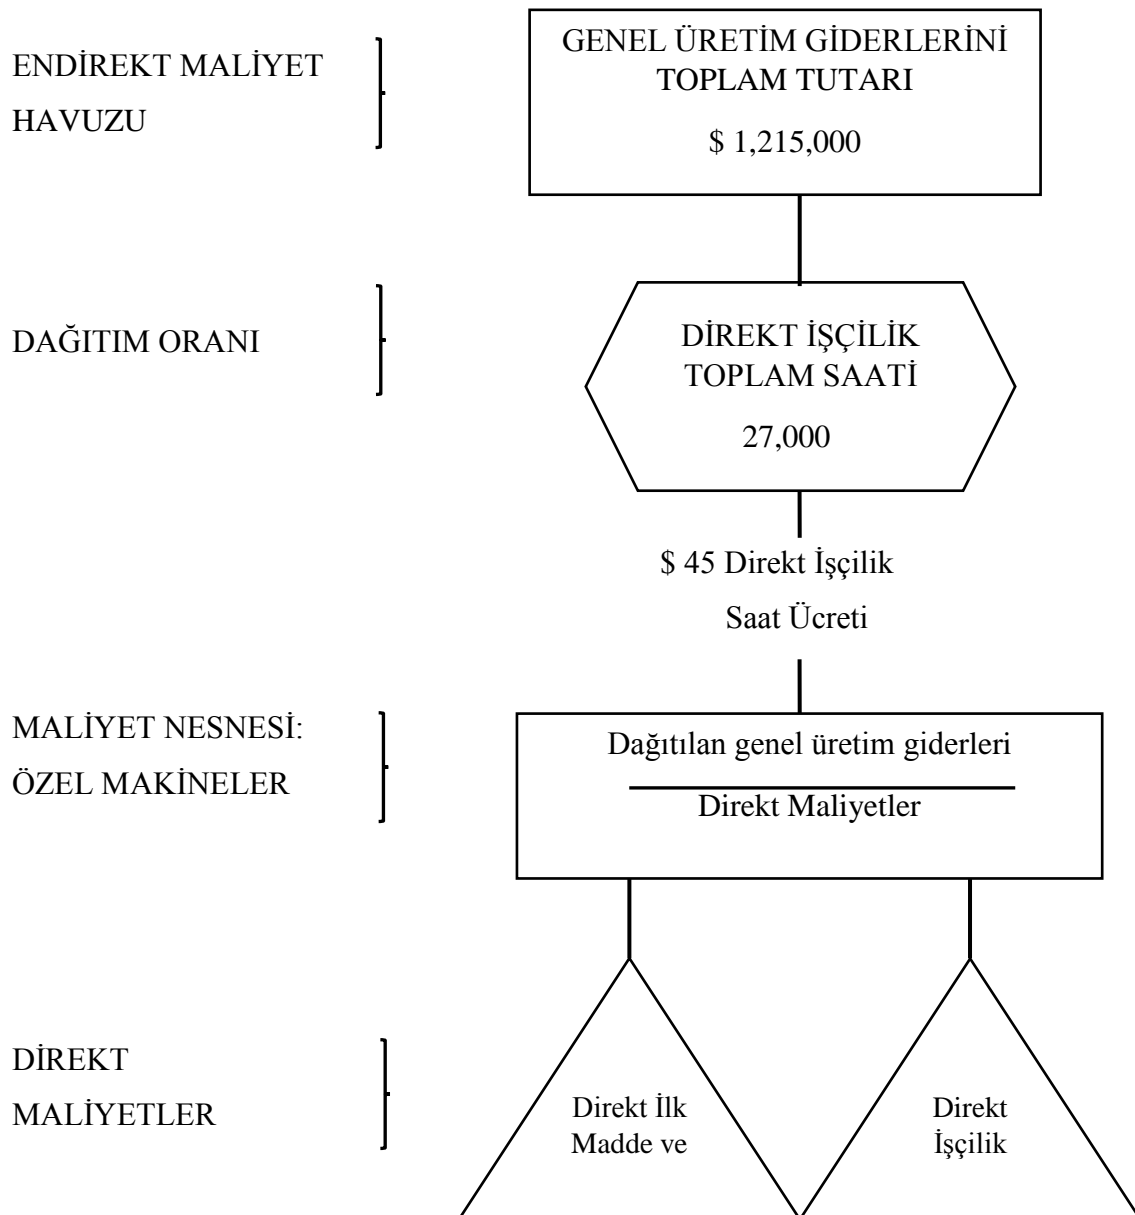 ENDİREKT MALİYET
HAVUZU
GENEL ÜRETİM GİDERLERİNİ
TOPLAM TUTARI
$ 1,215,000
DAĞITIM ORANI
DİREKT İŞÇİLİK
TOPLAM SAATİ
27,000
$ 45 Direkt İşçilik
Saat Ücreti
MALİYET NESNESİ:
ÖZEL MAKİNELER
Dağıtılan genel üretim giderleri
Direkt Maliyetler
DİREKT
MALİYETLER
Direkt İlk
Madde ve
Direkt
İşçilik